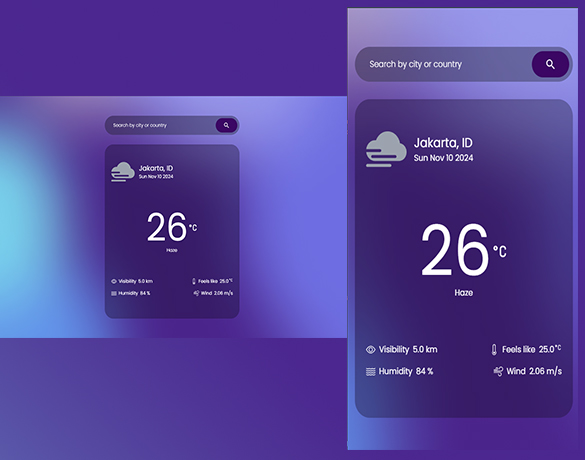 Search by city or country
Jakarta, ID
Sun Nov 10 2024
26 °C
Haze
Visibility 5.0 km
Feels like 25.0°C
Humidity 84 %
Wind 2.06 m/s
Search by city or country
Jakarta, ID
Sun Nov 10 2024
26 °C
Haze
Visibility 5.0 km
Feels like 25.0°C
Humidity 84 %
Wind 2.06 m/s